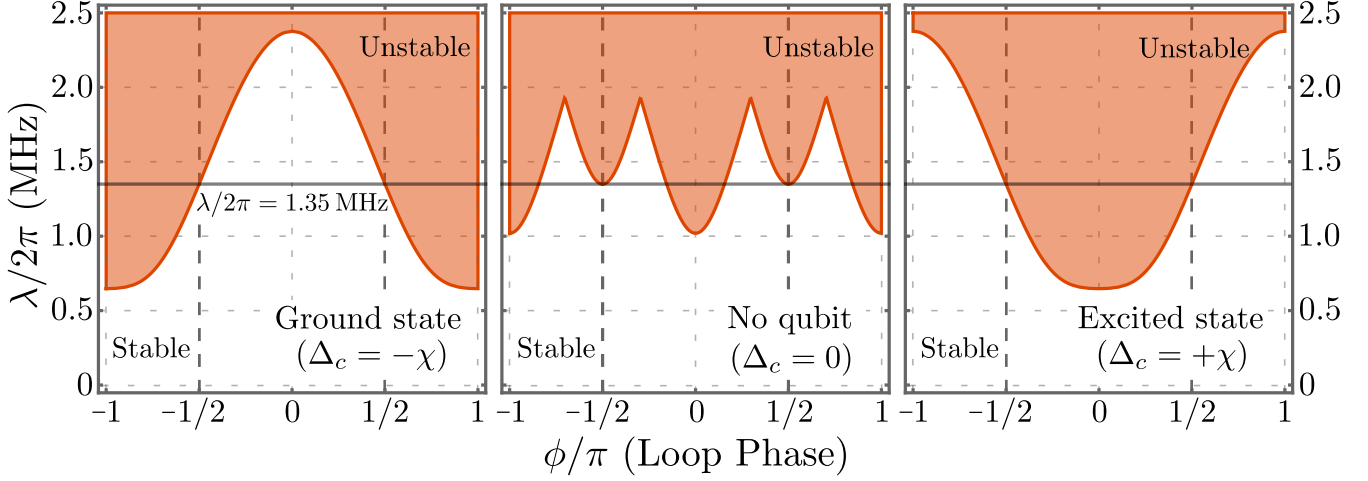 2.5
2.0
1.5
1.0
0.5
0
λ/2π (MHz)
Unstable
λ/2π = 1.35 MHz
Ground state
(Δc = −χ)
Stable
−1
−1/2
0
1/2
1
Unstable
No qubit
(Δc = 0)
Stable
−1
−1/2
0
1/2
1
Unstable
Excited state
(Δc = +χ)
Stable
−1
−1/2
0
1/2
1
2.5
2.0
1.5
1.0
0.5
0
ϕ/π (Loop Phase)